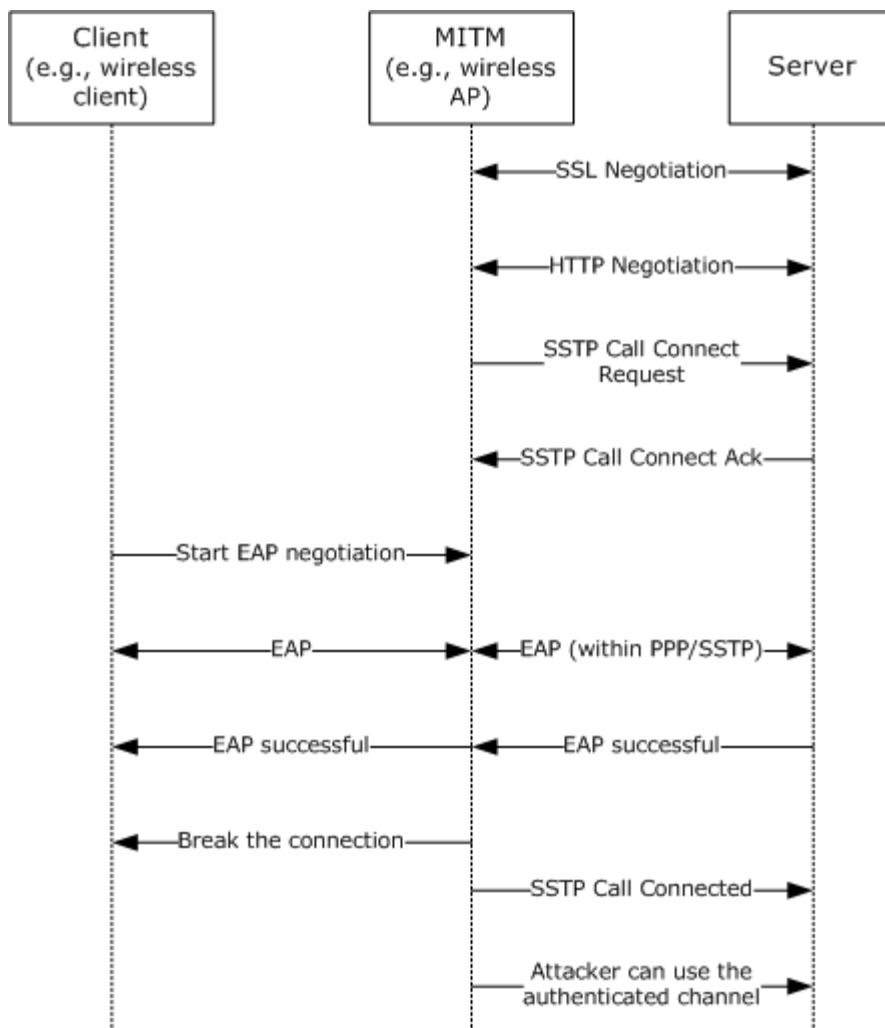 Client
(e.g., wireless
client)
MITM
(e.g., wireless
AP)
Server
SSL Negotiation
HTTP Negotiation
SSTP Call Connect
Request
SSTP Call Connect Ack
Start EAP negotiation
EAP
EAP (within PPP/SSTP)
EAP successful
EAP successful
Break the connection
SSTP Call Connected
Attacker can use the
authenticated channel